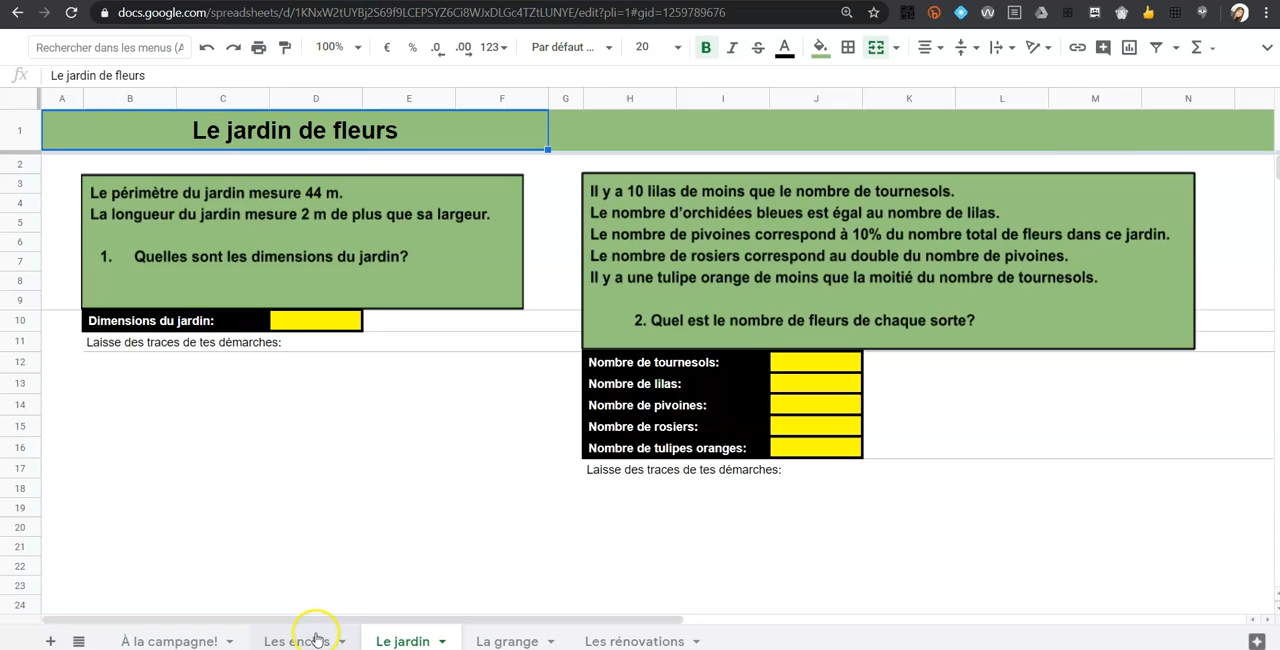 docs.google.com/spreadsheets/d/1KNxW2tUYBj2S69f9LCEPSYZ6Ci8WJxDLGc4TZtLUNYE/edit?pli=1#gid=1259789676
Rechercher dans les menus (A
100%
€ % .0 .00 123
Par défaut ...
20
B I S A
fx Le jardin de fleurs
A B C D E F G H I J K L M N
1 Le jardin de fleurs
2
3
4
5
6
7
8
9
10
11
12
13
14
15
16
17
18
19
20
21
22
23
24
Le périmètre du jardin mesure 44 m.
La longueur du jardin mesure 2 m de plus que sa largeur.
1. Quelles sont les dimensions du jardin?
Dimensions du jardin:
Laisse des traces de tes démarches:
Il y a 10 lilas de moins que le nombre de tournesols.
Le nombre d'orchidées bleues est égal au nombre de lilas.
Le nombre de pivoines correspond à 10% du nombre total de fleurs dans ce jardin.
Le nombre de rosiers correspond au double du nombre de pivoines.
Il y a une tulipe orange de moins que la moitié du nombre de tournesols.
2. Quel est le nombre de fleurs de chaque sorte?
Nombre de tournesols:
Nombre de lilas:
Nombre de pivoines:
Nombre de rosiers:
Nombre de tulipes oranges:
Laisse des traces de tes démarches:
À la campagne! Les enclos Le jardin La grange Les rénovations